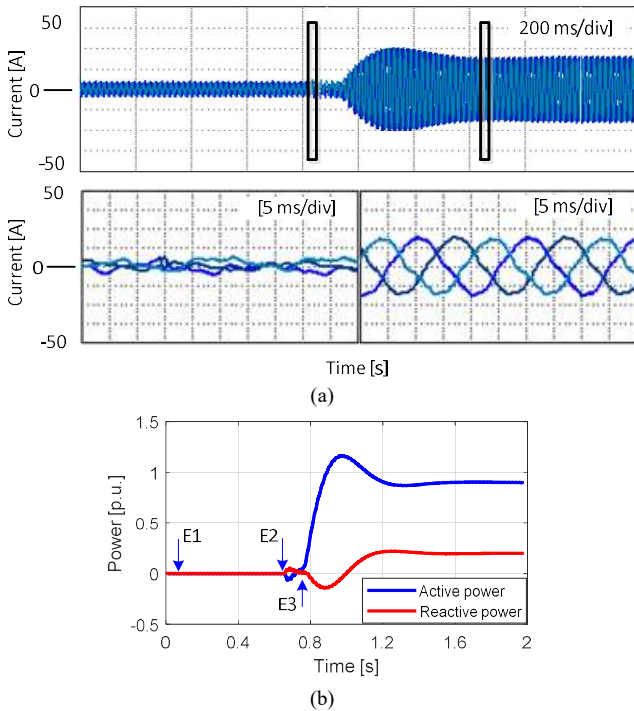 50
200 ms/div]
Current [A]
0
-50
50
[5 ms/div]
[5 ms/div]
Current [A]
0
-50
Time [s]
(a)
1.5
1
0.5
0
-0.5
Power [p.u.]
E1
E2
E3
Active power
Reactive power
0
0.4
0.8
1.2
1.6
2
Time [s]
(b)